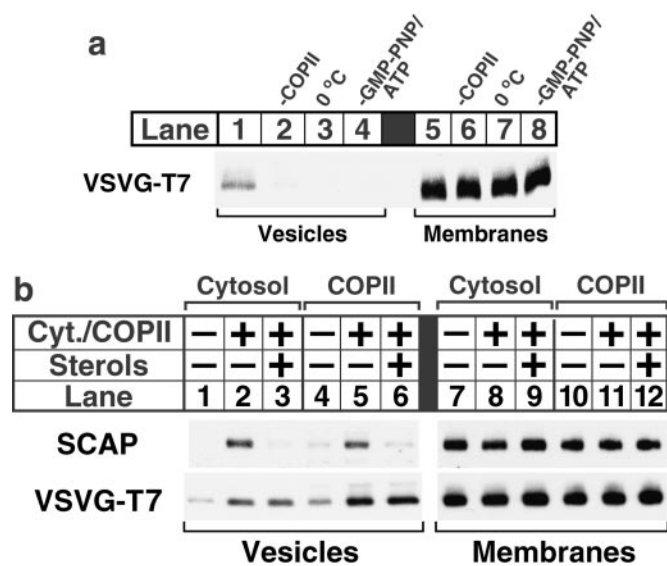 a
-COPII 0 °C -GMP-PNP/ATP -COPII 0 °C -GMP-PNP/ATP
Lane 1 2 3 4 5 6 7 8
VSVG-T7
Vesicles Membranes
b
Cytosol COPII Cytosol COPII
Cyt./COPII − + + − + + − + + − + +
Sterols − − + − − + − − + − − +
Lane 1 2 3 4 5 6 7 8 9 10 11 12
SCAP
VSVG-T7
Vesicles Membranes